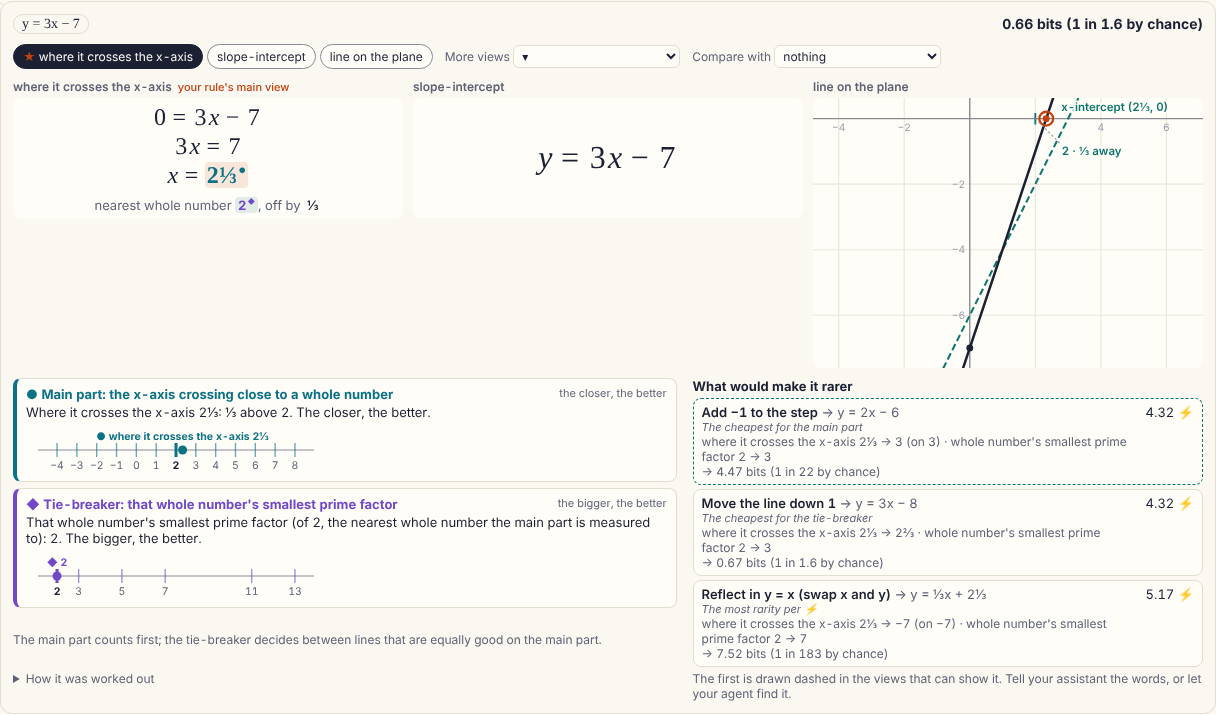 y = 3x − 7
0.66 bits (1 in 1.6 by chance)
★ where it crosses the x-axis
slope-intercept
line on the plane
More views
▾
Compare with
nothing
where it crosses the x-axis your rule's main view
0 = 3x − 7
3x = 7
x = 2⅓
nearest whole number 2, off by ⅓
slope-intercept
y = 3x − 7
line on the plane
x-intercept (2⅓, 0)
−4 −2 4 6
2 · ⅓ away
−2
−4
−6
● Main part: the x-axis crossing close to a whole number
the closer, the better
Where it crosses the x-axis 2⅓: ⅓ above 2. The closer, the better.
● where it crosses the x-axis 2⅓
−4 −3 −2 −1 0 1 2 3 4 5 6 7 8
◆ Tie-breaker: that whole number's smallest prime factor
the bigger, the better
That whole number's smallest prime factor (of 2, the nearest whole number the main part is measured
to): 2. The bigger, the better.
◆ 2
2 3 5 7 11 13
The main part counts first; the tie-breaker decides between lines that are equally good on the main part.
▶ How it was worked out
What would make it rarer
Add −1 to the step → y = 2x − 6
4.32 ⚡
The cheapest for the main part
where it crosses the x-axis 2⅓ → 3 (on 3) · whole number's smallest prime
factor 2 → 3
→ 4.47 bits (1 in 22 by chance)
Move the line down 1 → y = 3x − 8
4.32 ⚡
The cheapest for the tie-breaker
where it crosses the x-axis 2⅓ → 2⅔ · whole number's smallest prime
factor 2 → 3
→ 0.67 bits (1 in 1.6 by chance)
Reflect in y = x (swap x and y) → y = ⅓x + 2⅓
5.17 ⚡
The most rarity per ⚡
where it crosses the x-axis 2⅓ → −7 (on −7) · whole number's smallest
prime factor 2 → 7
→ 7.52 bits (1 in 183 by chance)
The first is drawn dashed in the views that can show it. Tell your assistant the words, or let
your agent find it.